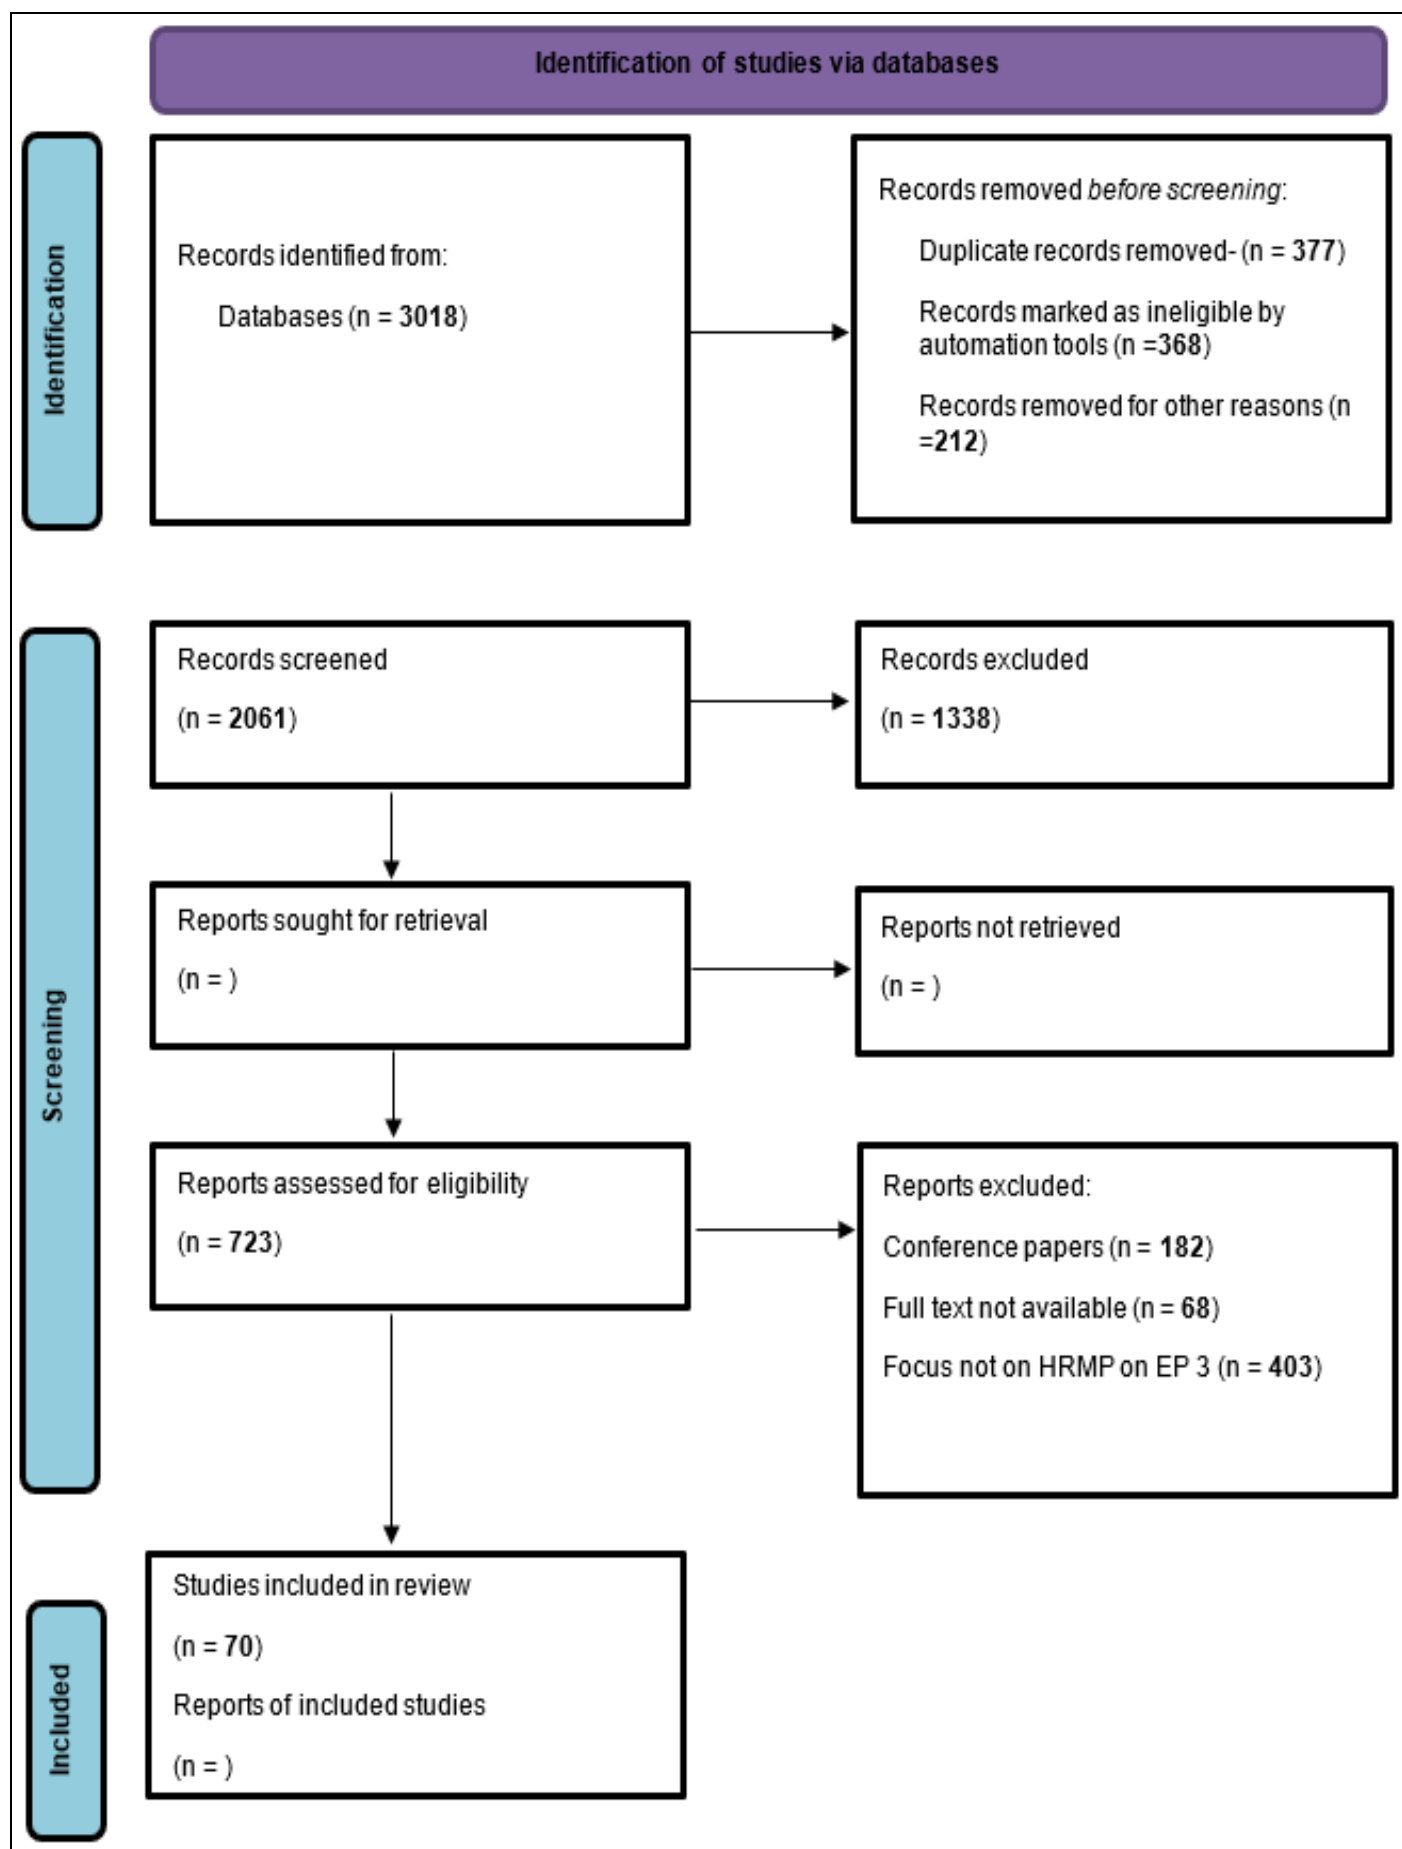 Identification of studies via databases
Identification
Records identified from:
Databases (n = 3018)
Records removed before screening:
Duplicate records removed- (n = 377)
Records marked as ineligible by
automation tools (n =368)
Records removed for other reasons (n
=212)
Screening
Records screened
(n = 2061)
Records excluded
(n = 1338)
Reports sought for retrieval
(n = )
Reports not retrieved
(n = )
Reports assessed for eligibility
(n = 723)
Reports excluded:
Conference papers (n = 182)
Full text not available (n = 68)
Focus not on HRMP on EP 3 (n = 403)
Included
Studies included in review
(n = 70)
Reports of included studies
(n = )